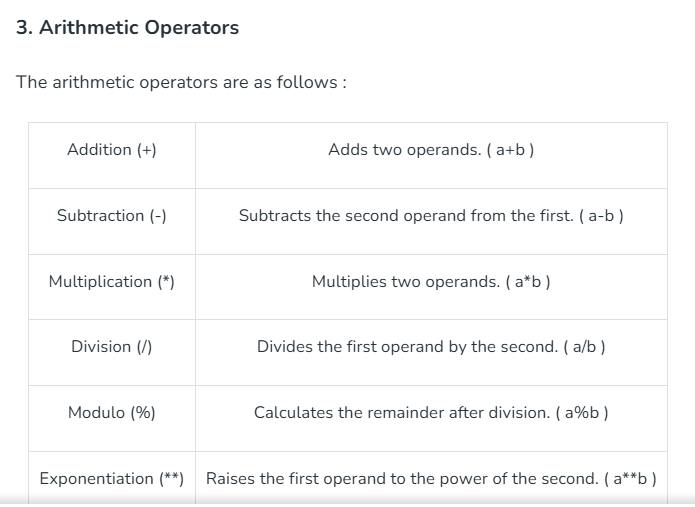 3. Arithmetic Operators
The arithmetic operators are as follows :
Addition (+) Adds two operands. ( a+b )
Subtraction (-) Subtracts the second operand from the first. ( a-b )
Multiplication (*) Multiplies two operands. ( a*b )
Division (/) Divides the first operand by the second. ( a/b )
Modulo (%) Calculates the remainder after division. ( a%b )
Exponentiation (**) Raises the first operand to the power of the second. ( a**b )